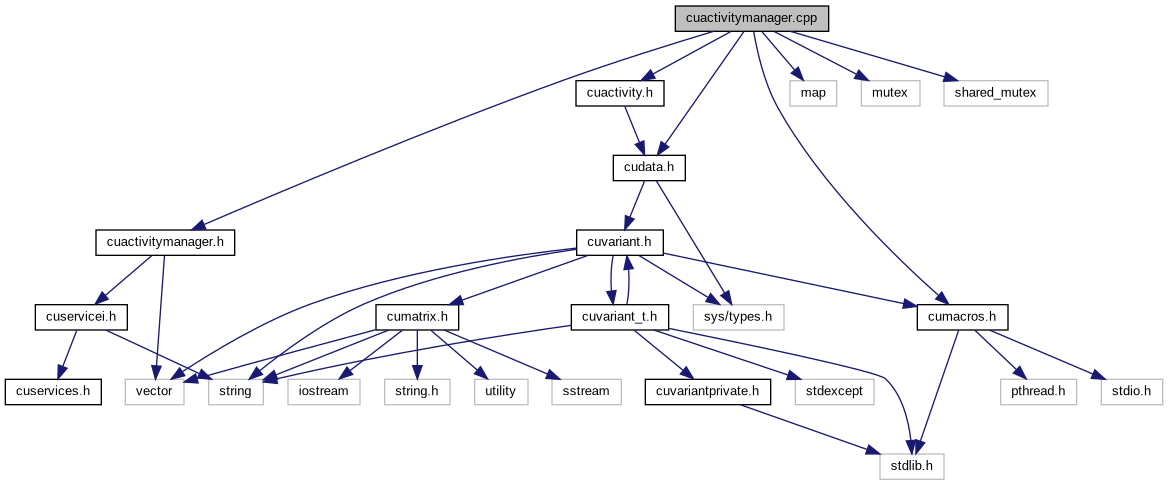 cuactivitymanager.cpp
cuactivity.h
map
mutex
shared_mutex
cudata.h
cuactivitymanager.h
cuvariant.h
cuservicei.h
cumatrix.h
cuvariant_t.h
sys/types.h
cumacros.h
cuservices.h
vector
string
iostream
string.h
utility
sstream
cuvariantprivate.h
stdexcept
pthread.h
stdio.h
stdlib.h